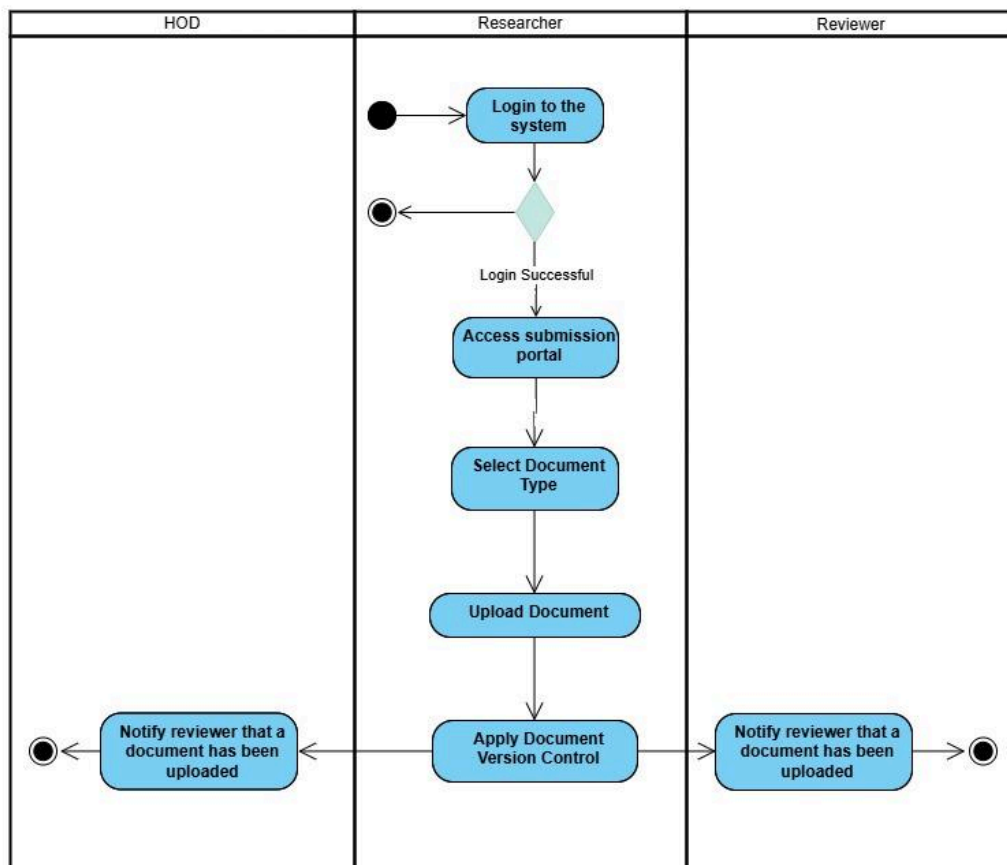 HOD
Researcher
Reviewer
Login to the
system
Login Successful
Access submission
portal
Select Document
Type
Upload Document
Notify reviewer that a
document has been
uploaded
Apply Document
Version Control
Notify reviewer that a
document has been
uploaded